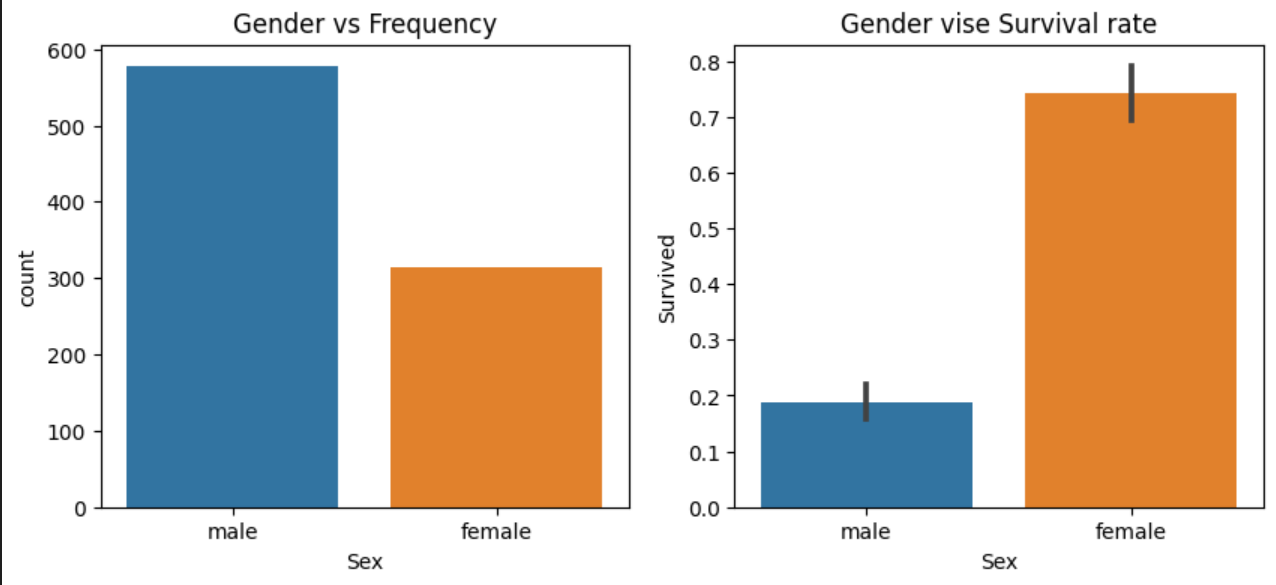 Gender vs Frequency
600
500
400
300
200
100
0
count
male
female
Sex
Gender vise Survival rate
0.8
0.7
0.6
0.5
0.4
0.3
0.2
0.1
0.0
Survived
male
female
Sex